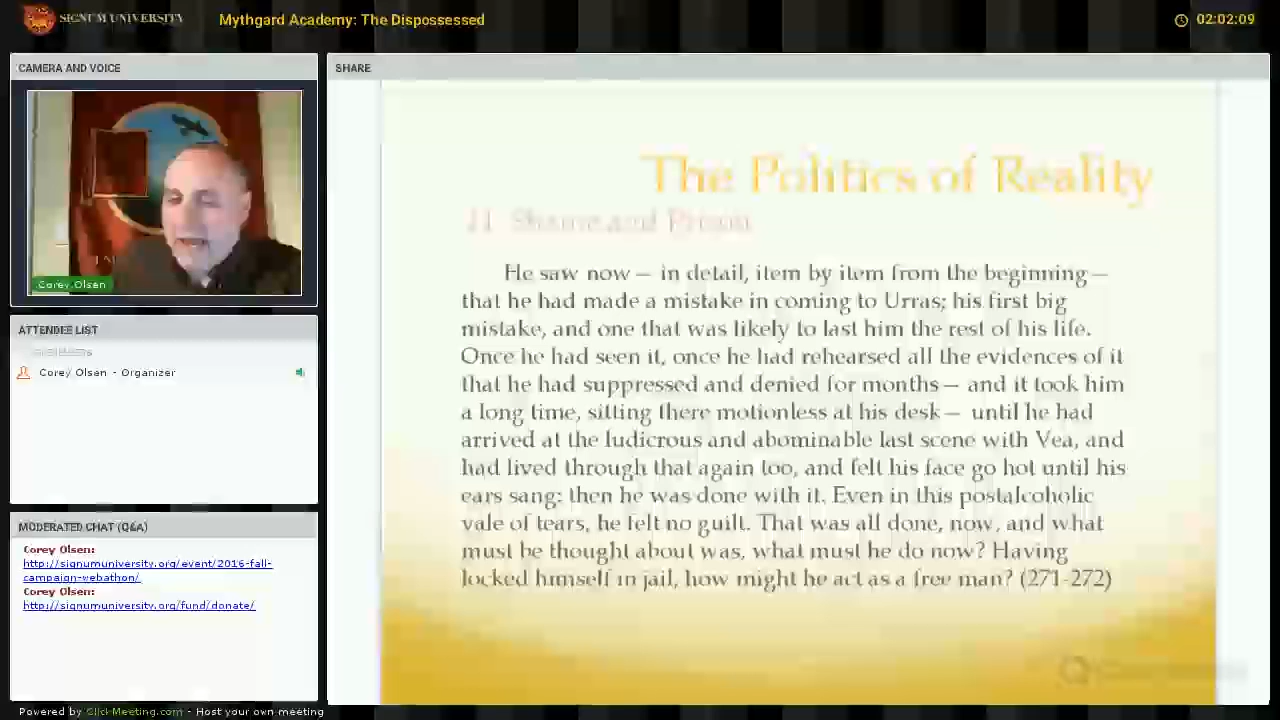 SIGNUM UNIVERSITY
Mythgard Academy: The Dispossessed
02:02:09
CAMERA AND VOICE
SHARE
Corey Olsen
ATTENDEE LIST
Corey Olsen - Organizer
MODERATED CHAT (Q&A)
Corey Olsen:
http://signumuniversity.org/event/2016-fall-
campaign-webathon/
Corey Olsen:
http://signumuniversity.org/fund/donate/
The Politics of Reality
Shame and Prison
He saw now — in detail, item by item from the beginning —
that he had made a mistake in coming to Urras; his first big
mistake, and one that was likely to last him the rest of his life.
Once he had seen it, once he had rehearsed all the evidences of it
that he had suppressed and denied for months — and it took him
a long time, sitting there motionless at his desk — until he had
arrived at the ludicrous and abominable last scene with Vea, and
had lived through that again too, and felt his face go hot until his
ears sang: then he was done with it. Even in this postalcoholic
vale of tears, he felt no guilt. That was all done, now, and what
must be thought about was, what must he do now? Having
locked himself in jail, how might he act as a free man? (271-272)
Powered by ClickMeeting.com - Host your own meeting